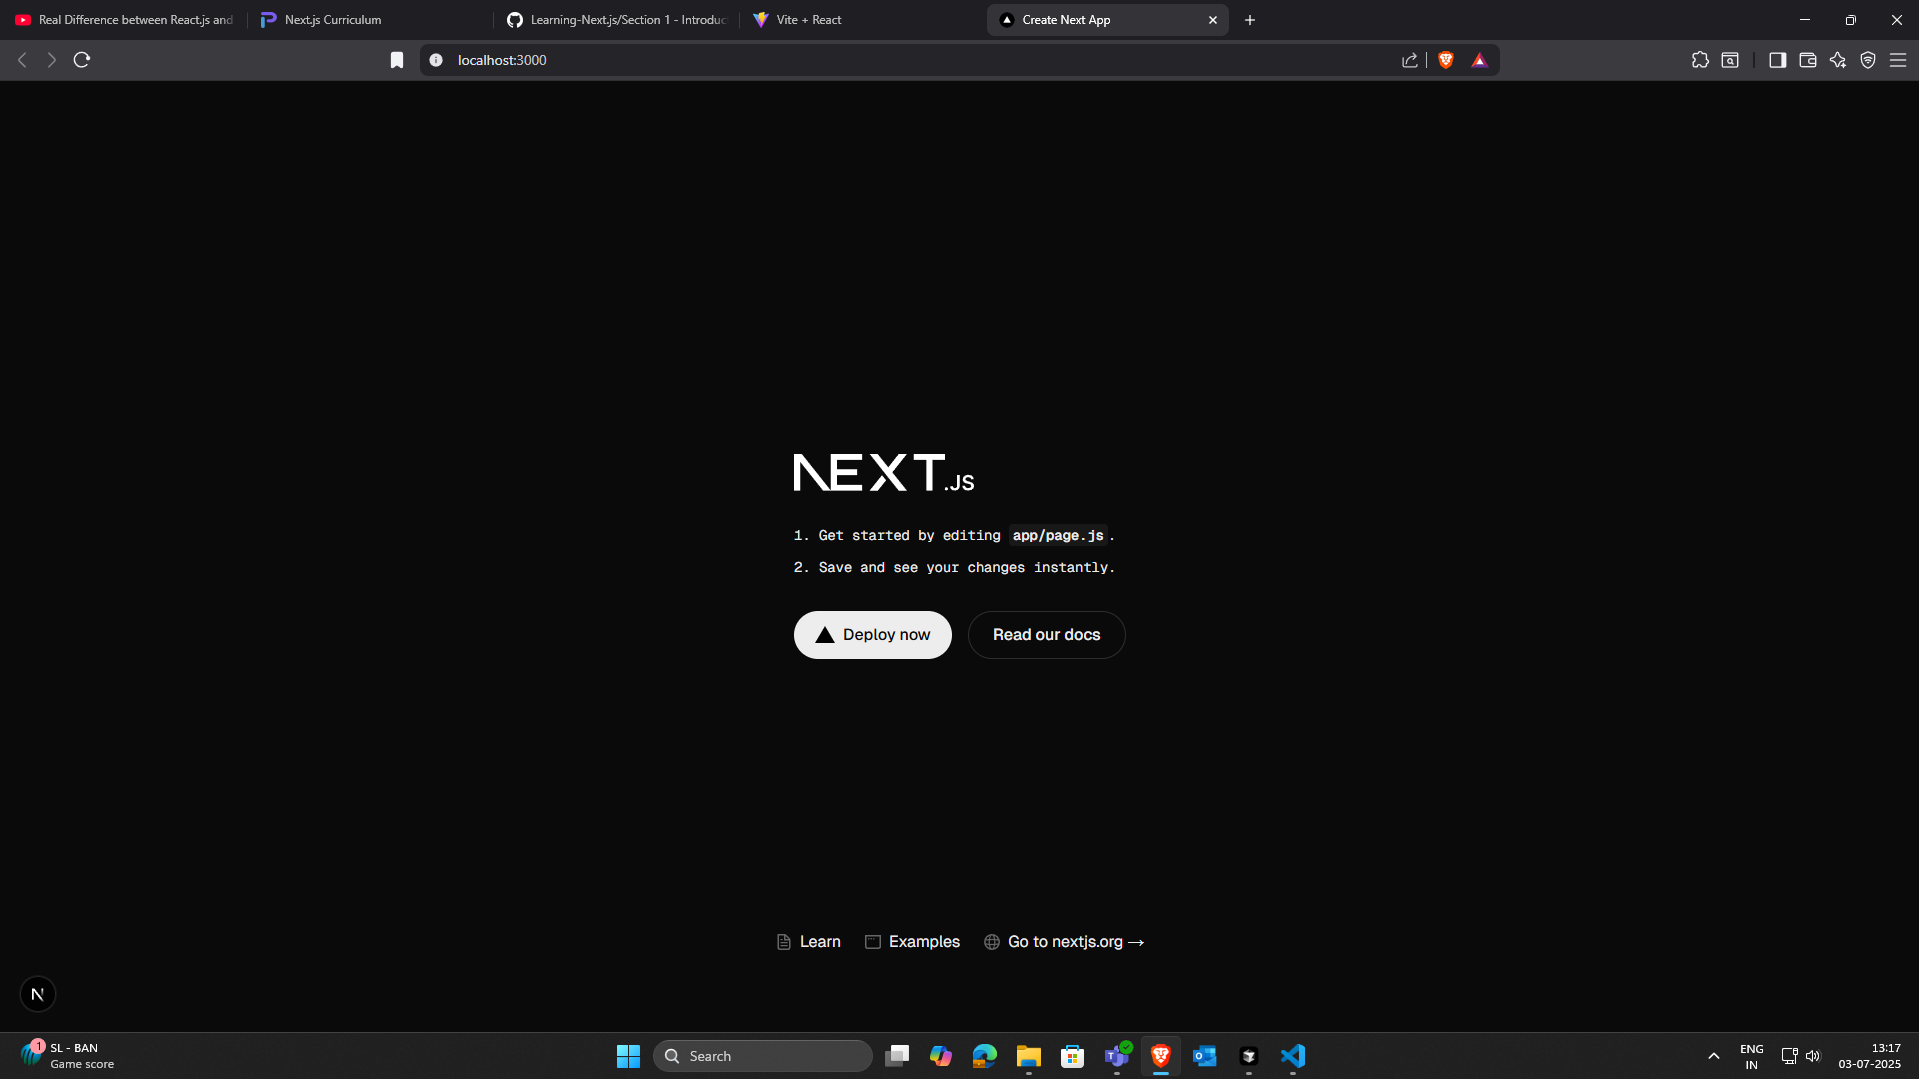 Real Difference between React.js and
Next.js Curriculum
Learning-Next.js/Section 1 - Introduc
Vite + React
Create Next App
localhost:3000
NEXT.JS
1. Get started by editing app/page.js.
2. Save and see your changes instantly.
Deploy now
Read our docs
Learn
Examples
Go to nextjs.org →
N
1
SL - BAN
Game score
Search
ENG
IN
13:17
03-07-2025